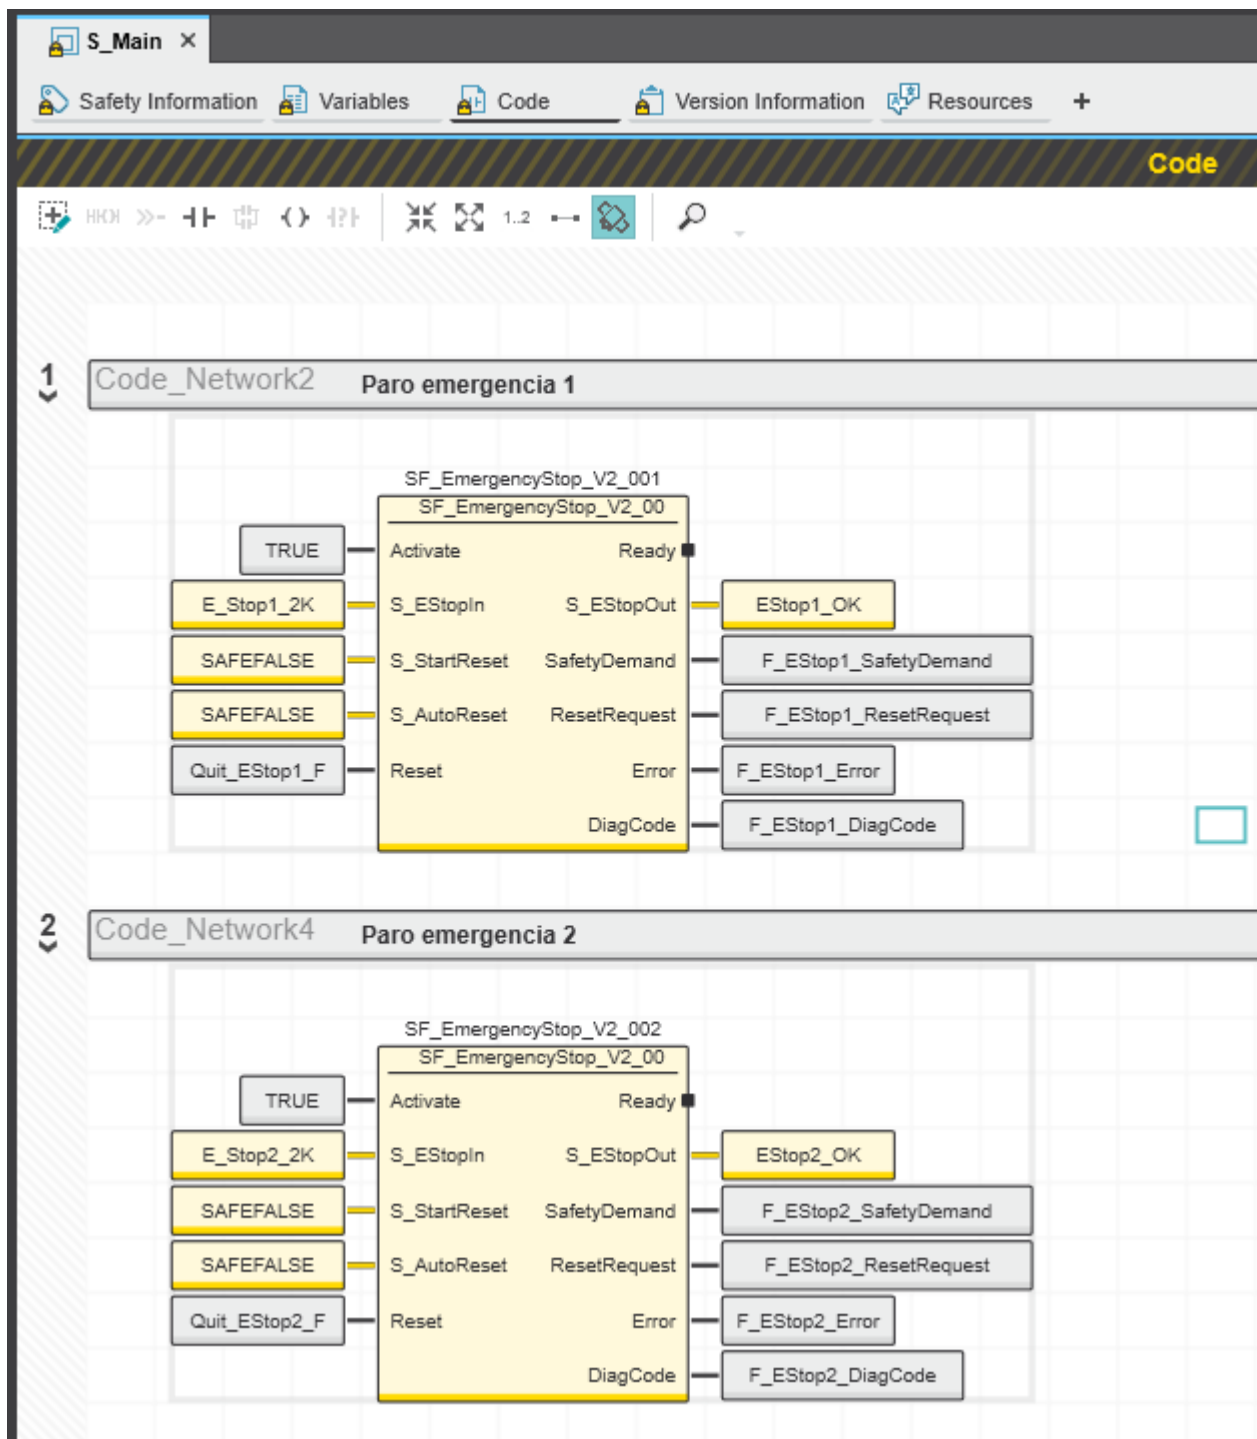 S_Main ×
Safety Information Variables Code Version Information Resources +
Code
1..2
1 Code_Network2 Paro emergencia 1
SF_EmergencyStop_V2_001
SF_EmergencyStop_V2_00
TRUE Activate Ready
E_Stop1_2K S_EStopIn S_EStopOut EStop1_OK
SAFEFALSE S_StartReset SafetyDemand F_EStop1_SafetyDemand
SAFEFALSE S_AutoReset ResetRequest F_EStop1_ResetRequest
Quit_EStop1_F Reset Error F_EStop1_Error
DiagCode F_EStop1_DiagCode
2 Code_Network4 Paro emergencia 2
SF_EmergencyStop_V2_002
SF_EmergencyStop_V2_00
TRUE Activate Ready
E_Stop2_2K S_EStopIn S_EStopOut EStop2_OK
SAFEFALSE S_StartReset SafetyDemand F_EStop2_SafetyDemand
SAFEFALSE S_AutoReset ResetRequest F_EStop2_ResetRequest
Quit_EStop2_F Reset Error F_EStop2_Error
DiagCode F_EStop2_DiagCode